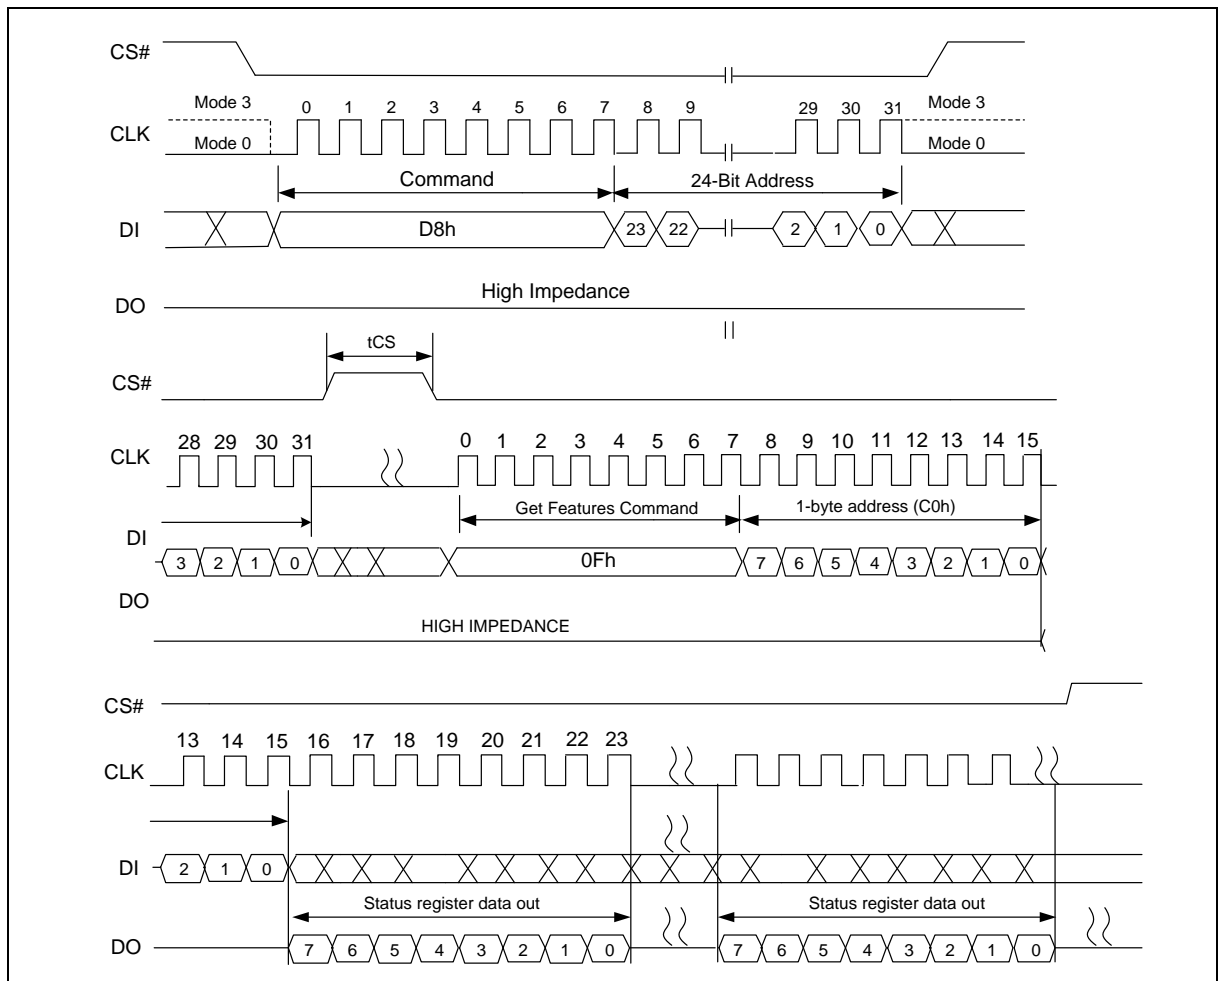 CS#
Mode 3 0 1 2 3 4 5 6 7 8 9 29 30 31 Mode 3
CLK
Mode 0 Mode 0
Command 24-Bit Address
DI D8h 23 22 2 1 0
High Impedance
DO
tCS
CS#
28 29 30 31 0 1 2 3 4 5 6 7 8 9 10 11 12 13 14 15
CLK
Get Features Command 1-byte address (C0h)
DI
3 2 1 0 0Fh 7 6 5 4 3 2 1 0
DO
HIGH IMPEDANCE
CS#
13 14 15 16 17 18 19 20 21 22 23
CLK
DI 2 1 0
Status register data out Status register data out
DO 7 6 5 4 3 2 1 0 7 6 5 4 3 2 1 0